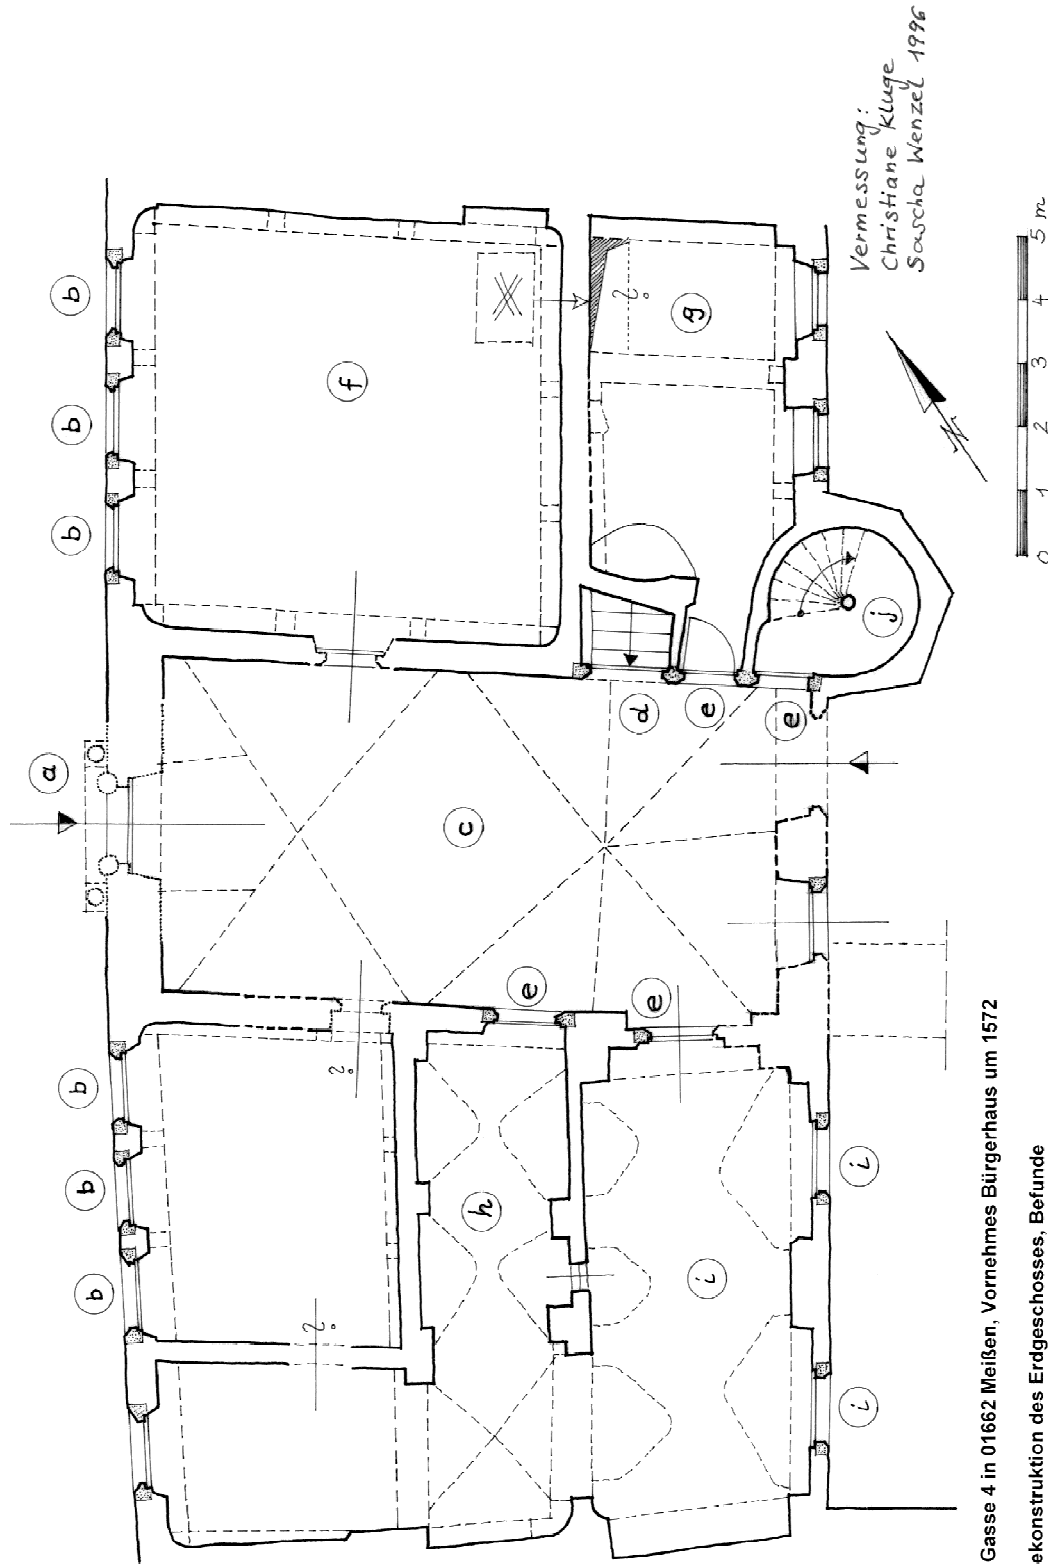 Vermessung:
Christiane Kluge
Sascha Wenzel 1996
N
0 1 2 3 4 5 m
a
b
b
b
b
b
b
c
d
e
e
e
e
f
g
h
i
i
i
j
?
?
?
Gasse 4 in 01662 Meißen, Vornehmes Bürgerhaus um 1572
ekonstruktion des Erdgeschosses, Befunde